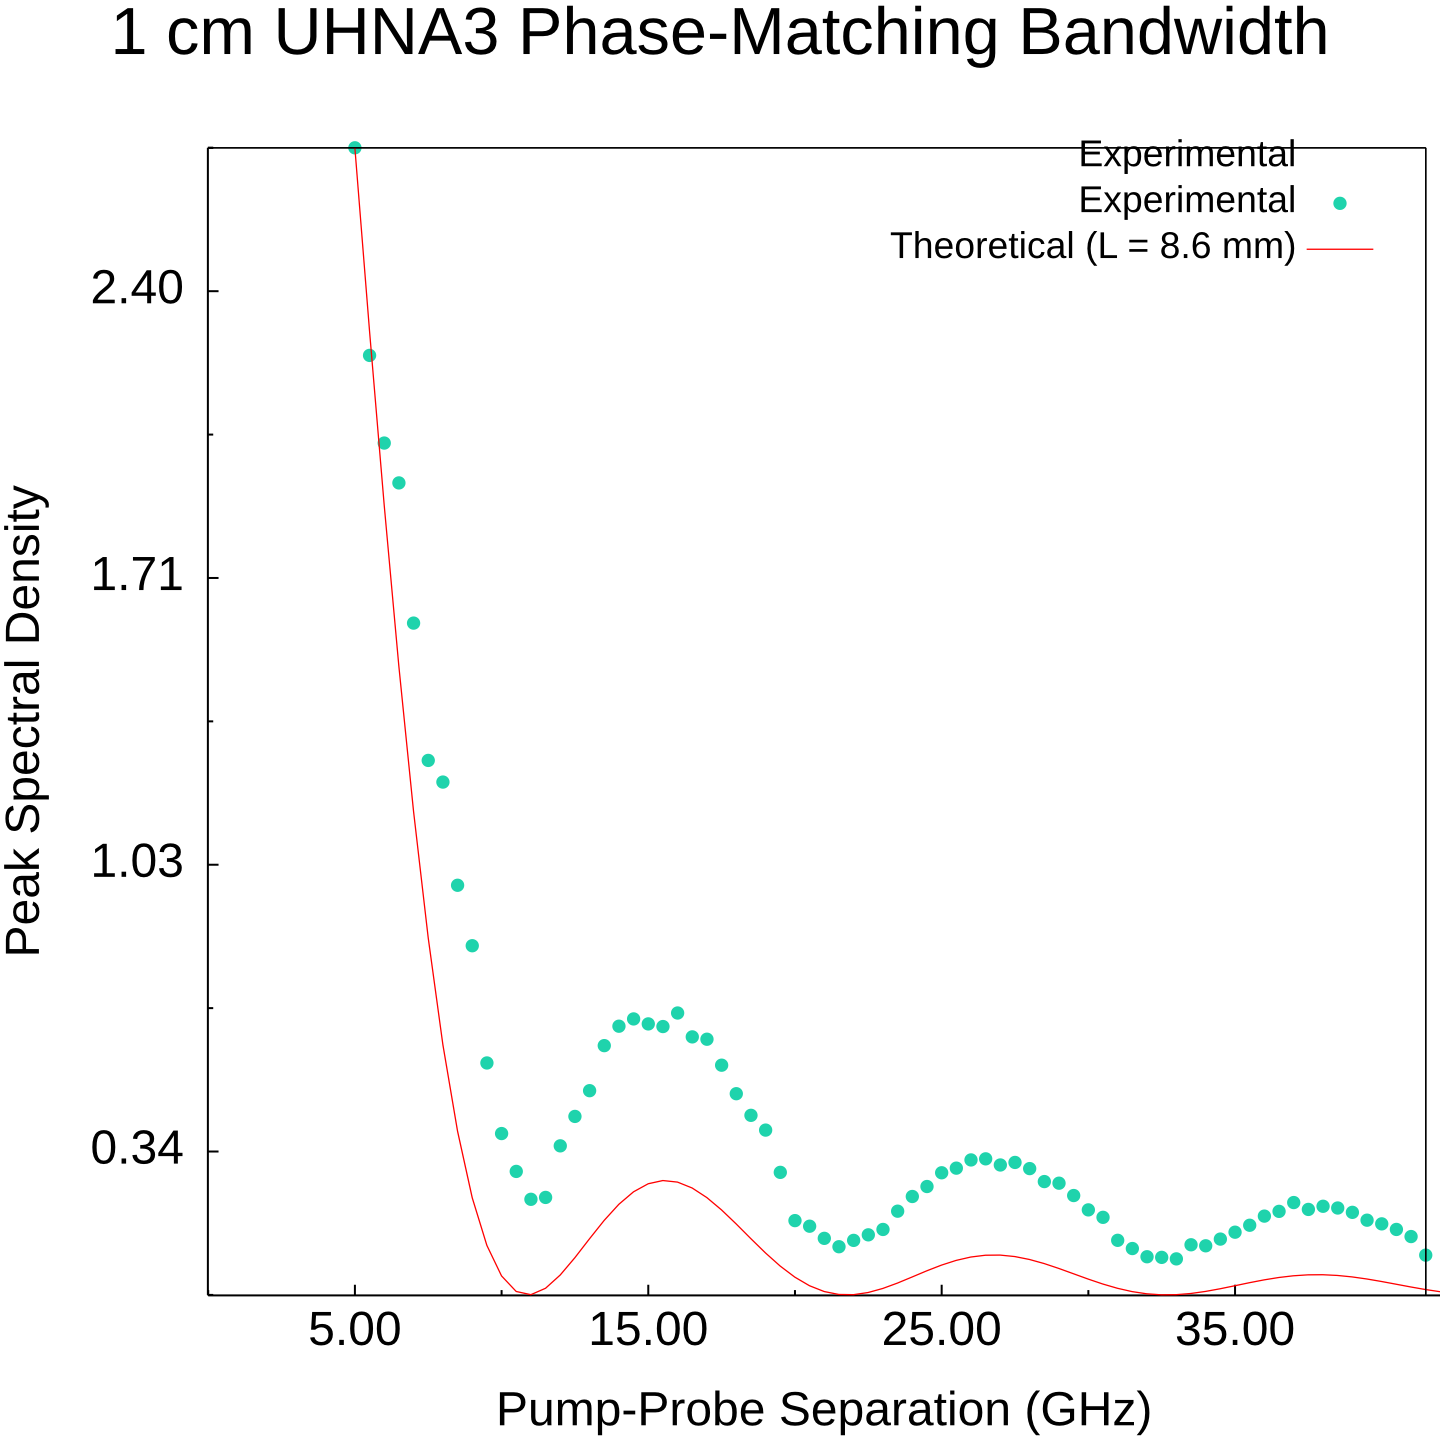 1 cm UHNA3 Phase-Matching Bandwidth
Experimental
Experimental
Theoretical (L = 8.6 mm)
2.40
1.71
1.03
0.34
Peak Spectral Density
5.00
15.00
25.00
35.00
Pump-Probe Separation (GHz)